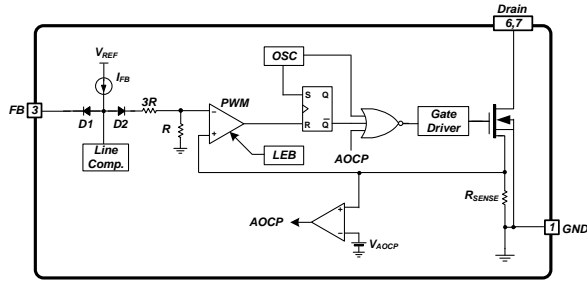 Drain
6,7
VREF
IFB
OSC
FB 3
D1
D2
3R
R
PWM
S
Q
R
Q
Gate
Driver
Line
Comp.
LEB
AOCP
RSENSE
AOCP
VAOCP
1 GND
+
−
+
−